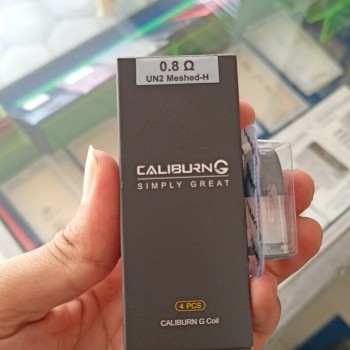 0.8 Ω
UN2 Meshed-H
CALIBURN G
SIMPLY GREAT
4 PCS
CALIBURN G Coil